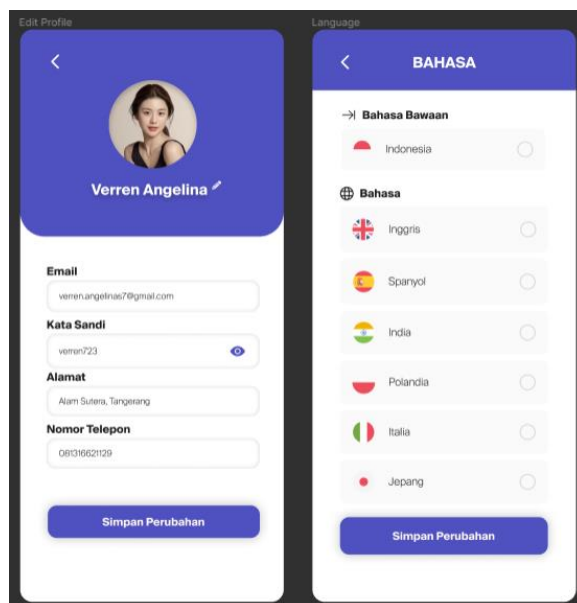 Edit Profile
Verren Angelina
Email
verren.angelinas7@gmail.com
Kata Sandi
verren723
Alamat
Alam Sutera, Tangerang
Nomor Telepon
081316621129
Simpan Perubahan
Language
BAHASA
Bahasa Bawaan
Indonesia
Bahasa
Inggris
Spanyol
India
Polandia
Italia
Jepang
Simpan Perubahan